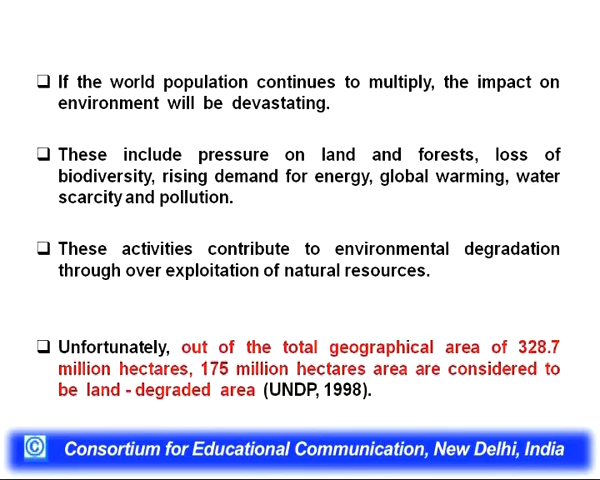 ❑ If the world population continues to multiply, the impact on
environment will be devastating.
❑ These include pressure on land and forests, loss of
biodiversity, rising demand for energy, global warming, water
scarcity and pollution.
❑ These activities contribute to environmental degradation
through over exploitation of natural resources.
❑ Unfortunately, out of the total geographical area of 328.7
million hectares, 175 million hectares area are considered to
be land - degraded area (UNDP, 1998).
© Consortium for Educational Communication, New Delhi, India